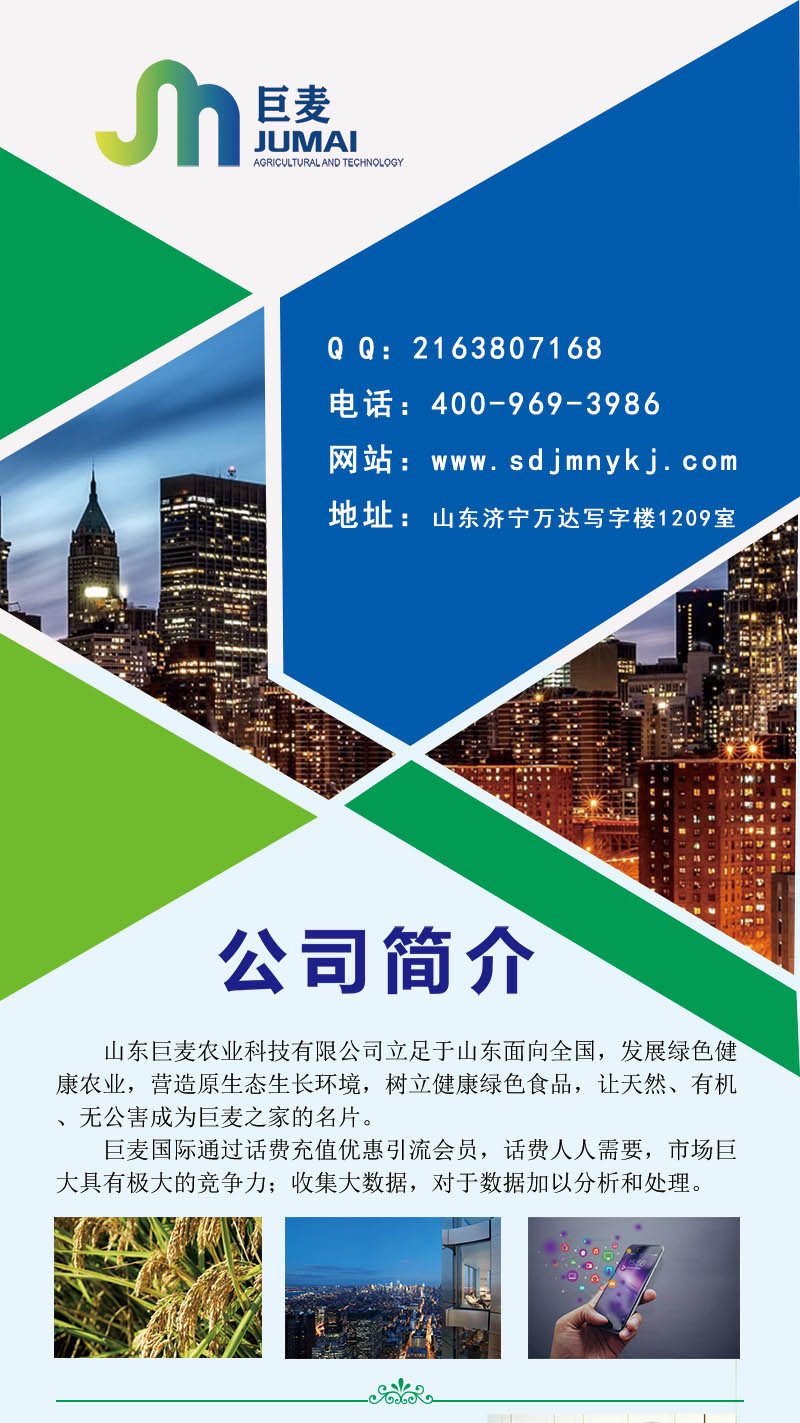 巨麦
JUMAI
AGRICULTURAL AND TECHNOLOGY
Q Q：2163807168
电话：400-969-3986
网站：www.sdjmnykj.com
地址：山东济宁万达写字楼1209室
公司简介
山东巨麦农业科技有限公司立足于山东面向全国，发展绿色健
康农业，营造原生态生长环境，树立健康绿色食品，让天然、有机
、无公害成为巨麦之家的名片。
巨麦国际通过话费充值优惠引流会员，话费人人需要，市场巨
大具有极大的竞争力；收集大数据，对于数据加以分析和处理。